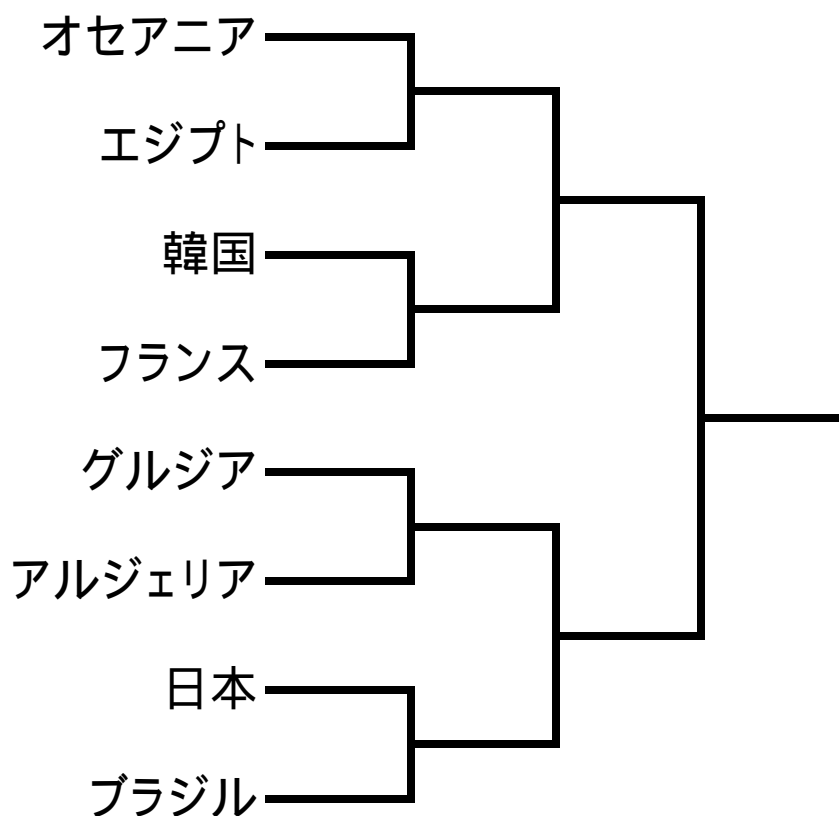 オセアニア
エジプト
韓国
フランス
グルジア
アルジェリア
日本
ブラジル